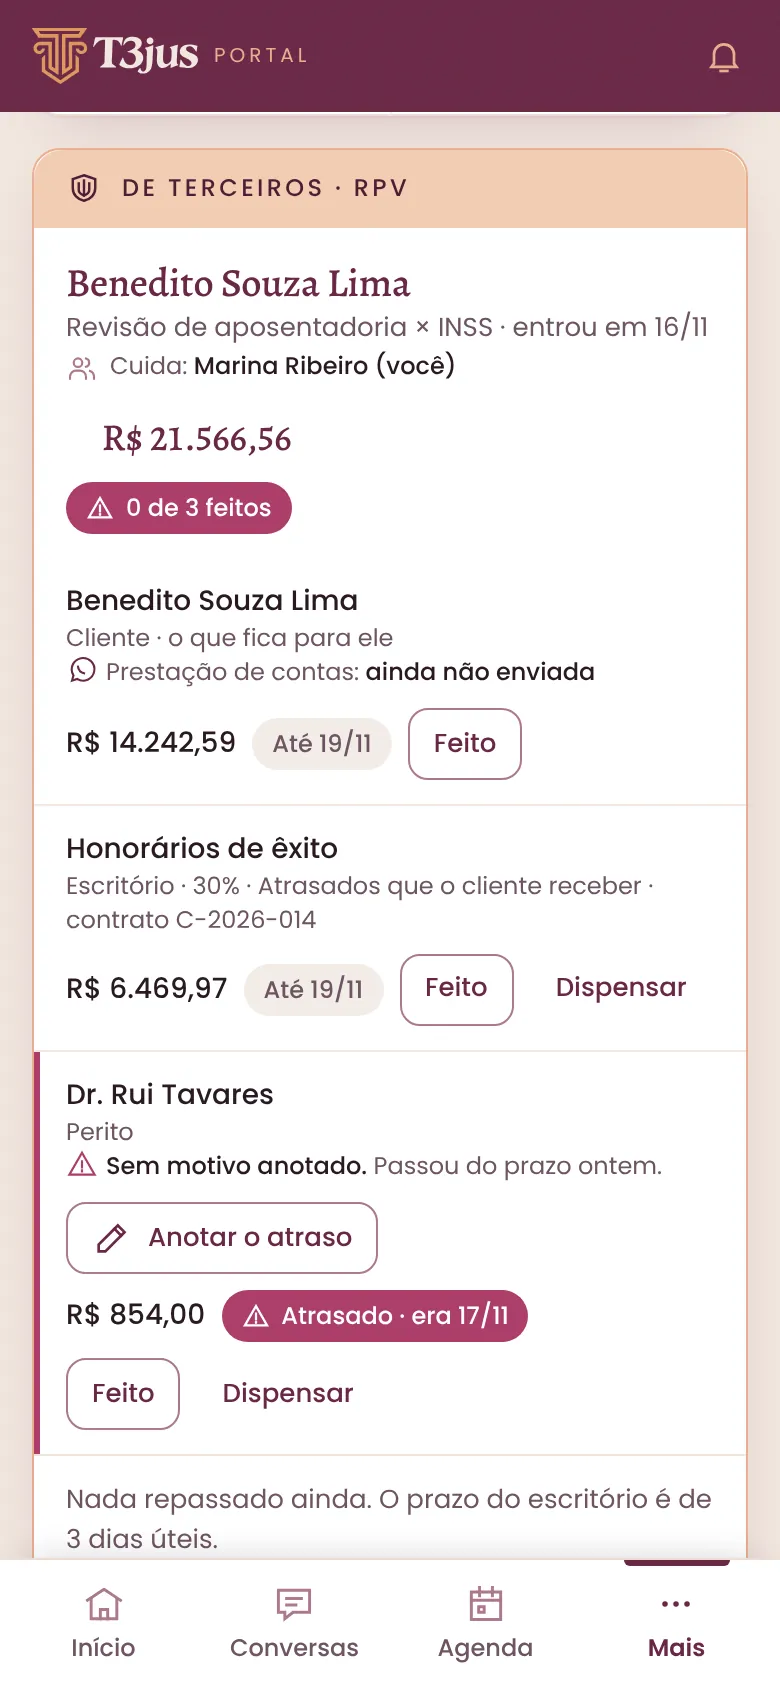 T3jus PORTAL
DE TERCEIROS · RPV
Benedito Souza Lima
Revisão de aposentadoria × INSS · entrou em 16/11
Cuida: Marina Ribeiro (você)
R$ 21.566,56
0 de 3 feitos
Benedito Souza Lima
Cliente · o que fica para ele
Prestação de contas: ainda não enviada
R$ 14.242,59 Até 19/11 Feito
Honorários de êxito
Escritório · 30% · Atrasados que o cliente receber ·
contrato C-2026-014
R$ 6.469,97 Até 19/11 Feito Dispensar
Dr. Rui Tavares
Perito
Sem motivo anotado. Passou do prazo ontem.
Anotar o atraso
R$ 854,00 Atrasado · era 17/11
Feito Dispensar
Nada repassado ainda. O prazo do escritório é de
3 dias úteis.
Início Conversas Agenda Mais